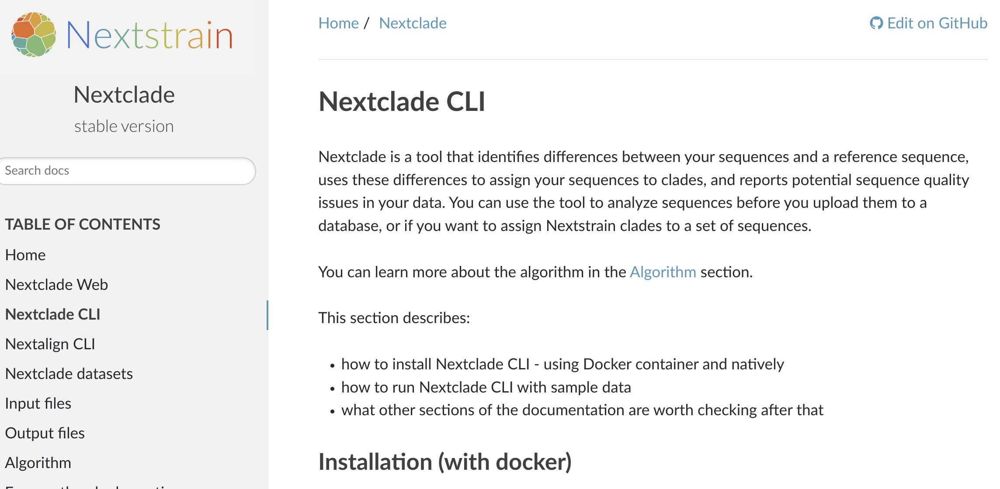 Nextstrain
Nextclade
stable version
Search docs
TABLE OF CONTENTS
Home
Nextclade Web
Nextclade CLI
Nextalign CLI
Nextclade datasets
Input files
Output files
Algorithm
Home / Nextclade
Edit on GitHub
Nextclade CLI
Nextclade is a tool that identifies differences between your sequences and a reference sequence,
uses these differences to assign your sequences to clades, and reports potential sequence quality
issues in your data. You can use the tool to analyze sequences before you upload them to a
database, or if you want to assign Nextstrain clades to a set of sequences.
You can learn more about the algorithm in the Algorithm section.
This section describes:
• how to install Nextclade CLI - using Docker container and natively
• how to run Nextclade CLI with sample data
• what other sections of the documentation are worth checking after that
Installation (with docker)